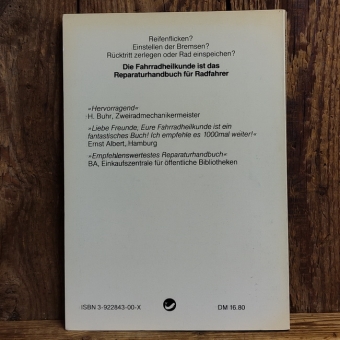 Reifenflicken?
Einstellen der Bremsen?
Rücktritt zerlegen oder Rad einspeichen?
Die Fahrradheilkunde ist das
Reparaturhandbuch für Radfahrer
»Hervorragend«
H. Buhr, Zweiradmechanikermeister
»Liebe Freunde, Eure Fahrradheilkunde ist ein
fantastisches Buch! Ich empfehle es 1000mal weiter!«
Ernst Albert, Hamburg
»Empfehlenswertestes Reparaturhandbuch«
BA, Einkaufszentrale für öffentliche Bibliotheken
ISBN 3-922843-00-X
DM 16,80